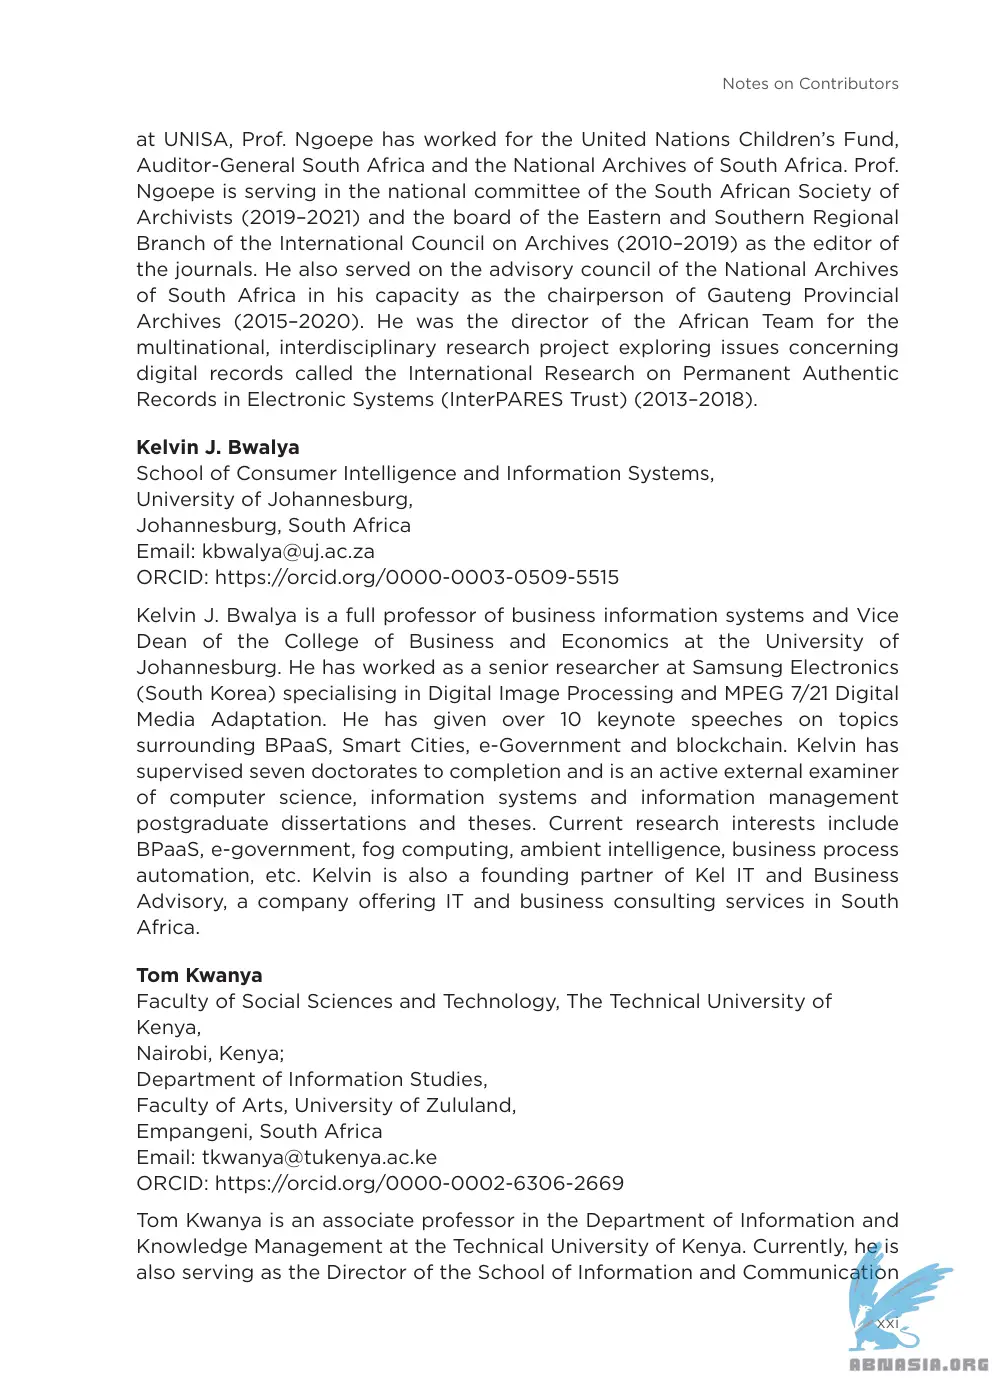 Notes on Contributors
at UNISA, Prof. Ngoepe has worked for the United Nations Children’s Fund,
Auditor-General South Africa and the National Archives of South Africa. Prof.
Ngoepe is serving in the national committee of the South African Society of
Archivists (2019–2021) and the board of the Eastern and Southern Regional
Branch of the International Council on Archives (2010–2019) as the editor of
the journals. He also served on the advisory council of the National Archives
of South Africa in his capacity as the chairperson of Gauteng Provincial
Archives (2015–2020). He was the director of the African Team for the
multinational, interdisciplinary research project exploring issues concerning
digital records called the International Research on Permanent Authentic
Records in Electronic Systems (InterPARES Trust) (2013–2018).
Kelvin J. Bwalya
School of Consumer Intelligence and Information Systems,
University of Johannesburg,
Johannesburg, South Africa
Email: kbwalya@uj.ac.za
ORCID: https://orcid.org/0000-0003-0509-5515
Kelvin J. Bwalya is a full professor of business information systems and Vice
Dean of the College of Business and Economics at the University of
Johannesburg. He has worked as a senior researcher at Samsung Electronics
(South Korea) specialising in Digital Image Processing and MPEG 7/21 Digital
Media Adaptation. He has given over 10 keynote speeches on topics
surrounding BPaaS, Smart Cities, e-Government and blockchain. Kelvin has
supervised seven doctorates to completion and is an active external examiner
of computer science, information systems and information management
postgraduate dissertations and theses. Current research interests include
BPaaS, e-government, fog computing, ambient intelligence, business process
automation, etc. Kelvin is also a founding partner of Kel IT and Business
Advisory, a company offering IT and business consulting services in South
Africa.
Tom Kwanya
Faculty of Social Sciences and Technology, The Technical University of
Kenya,
Nairobi, Kenya;
Department of Information Studies,
Faculty of Arts, University of Zululand,
Empangeni, South Africa
Email: tkwanya@tukenya.ac.ke
ORCID: https://orcid.org/0000-0002-6306-2669
Tom Kwanya is an associate professor in the Department of Information and
Knowledge Management at the Technical University of Kenya. Currently, he is
also serving as the Director of the School of Information and Communication
xxi
ABNASIA.ORG